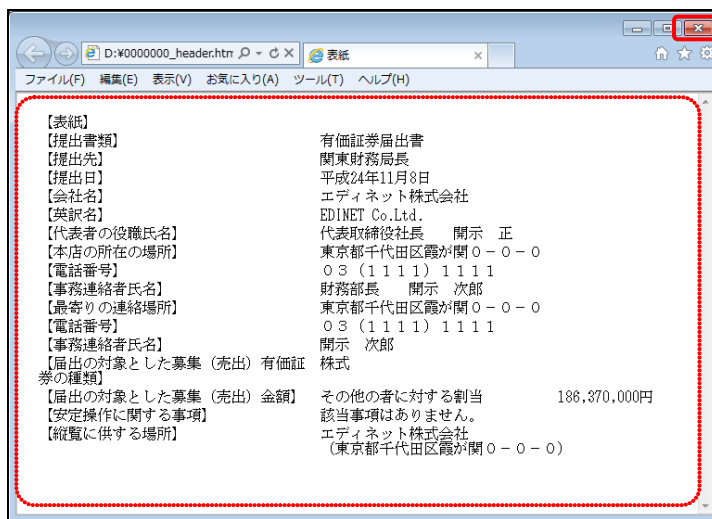 D:¥0000000_header.htm
表紙
ファイル(F) 編集(E) 表示(V) お気に入り(A) ツール(T) ヘルプ(H)
【表紙】
【提出書類】 有価証券届出書
【提出先】 関東財務局長
【提出日】 平成24年11月8日
【会社名】 エディネット株式会社
【英訳名】 EDINET Co.Ltd.
【代表者の役職氏名】 代表取締役社長 開示 正
【本店の所在の場所】 東京都千代田区霞が関０－０－０
【電話番号】 ０３（１１１１）１１１１
【事務連絡者氏名】 財務部長 開示 次郎
【最寄りの連絡場所】 東京都千代田区霞が関０－０－０
【電話番号】 ０３（１１１１）１１１１
【事務連絡者氏名】 開示 次郎
【届出の対象とした募集（売出）有価証 株式
券の種類】
【届出の対象とした募集（売出）金額】 その他の者に対する割当 186,370,000円
【安定操作に関する事項】 該当事項はありません。
【縦覧に供する場所】 エディネット株式会社
（東京都千代田区霞が関０－０－０）